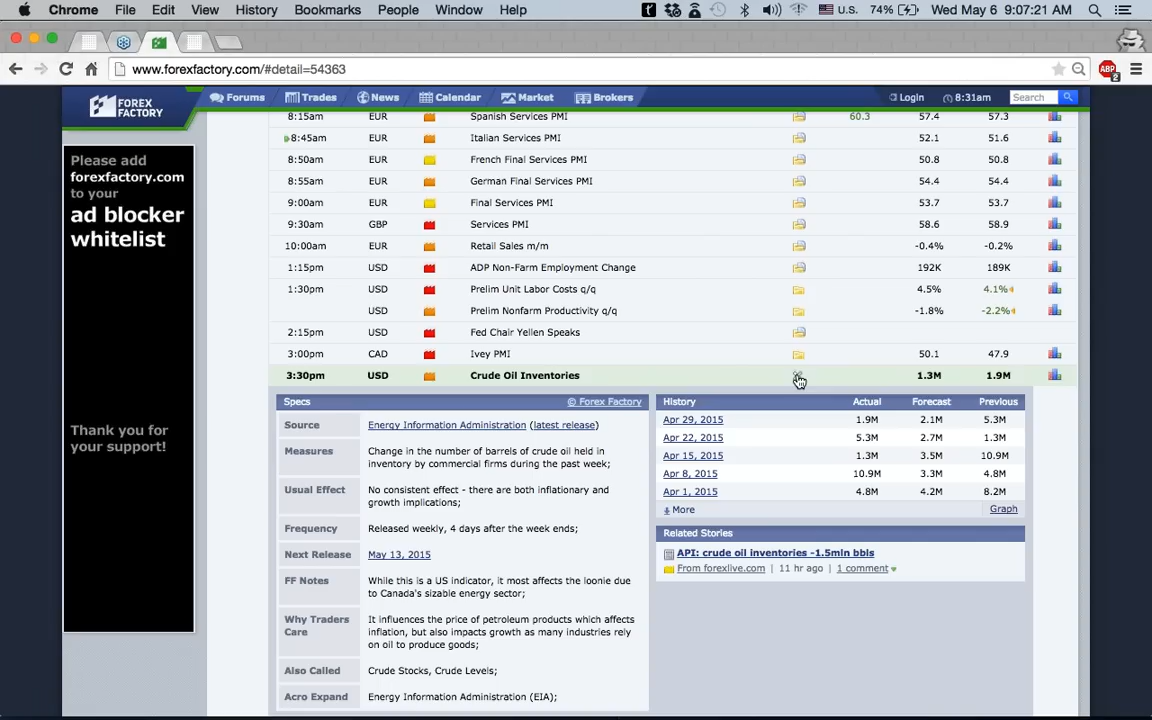 Chrome File Edit View History Bookmarks People Window Help U.S. 74% Wed May 6 9:07:21 AM
www.forexfactory.com/#detail=54363 ABP 2
FOREX FACTORY Forums Trades News Calendar Market Brokers Login 8:31am Search
Please add
forexfactory.com
to your
ad blocker
whitelist
Thank you for
your support!
8:15am EUR Spanish Services PMI 60.3 57.4 57.3
8:45am EUR Italian Services PMI 52.1 51.6
8:50am EUR French Final Services PMI 50.8 50.8
8:55am EUR German Final Services PMI 54.4 54.4
9:00am EUR Final Services PMI 53.7 53.7
9:30am GBP Services PMI 58.6 58.9
10:00am EUR Retail Sales m/m -0.4% -0.2%
1:15pm USD ADP Non-Farm Employment Change 192K 189K
1:30pm USD Prelim Unit Labor Costs q/q 4.5% 4.1%
USD Prelim Nonfarm Productivity q/q -1.8% -2.2%
2:15pm USD Fed Chair Yellen Speaks
3:00pm CAD Ivey PMI 50.1 47.9
3:30pm USD Crude Oil Inventories 1.3M 1.9M
Specs © Forex Factory
Source Energy Information Administration (latest release)
Measures Change in the number of barrels of crude oil held in
inventory by commercial firms during the past week;
Usual Effect No consistent effect - there are both inflationary and
growth implications;
Frequency Released weekly, 4 days after the week ends;
Next Release May 13, 2015
FF Notes While this is a US indicator, it most affects the loonie due
to Canada's sizable energy sector;
Why Traders Care It influences the price of petroleum products which affects
inflation, but also impacts growth as many industries rely
on oil to produce goods;
Also Called Crude Stocks, Crude Levels;
Acro Expand Energy Information Administration (EIA);
History Actual Forecast Previous
Apr 29, 2015 1.9M 2.1M 5.3M
Apr 22, 2015 5.3M 2.7M 1.3M
Apr 15, 2015 1.3M 3.5M 10.9M
Apr 8, 2015 10.9M 3.3M 4.8M
Apr 1, 2015 4.8M 4.2M 8.2M
More Graph
Related Stories
API: crude oil inventories -1.5mln bbls
From forexlive.com | 11 hr ago | 1 comment